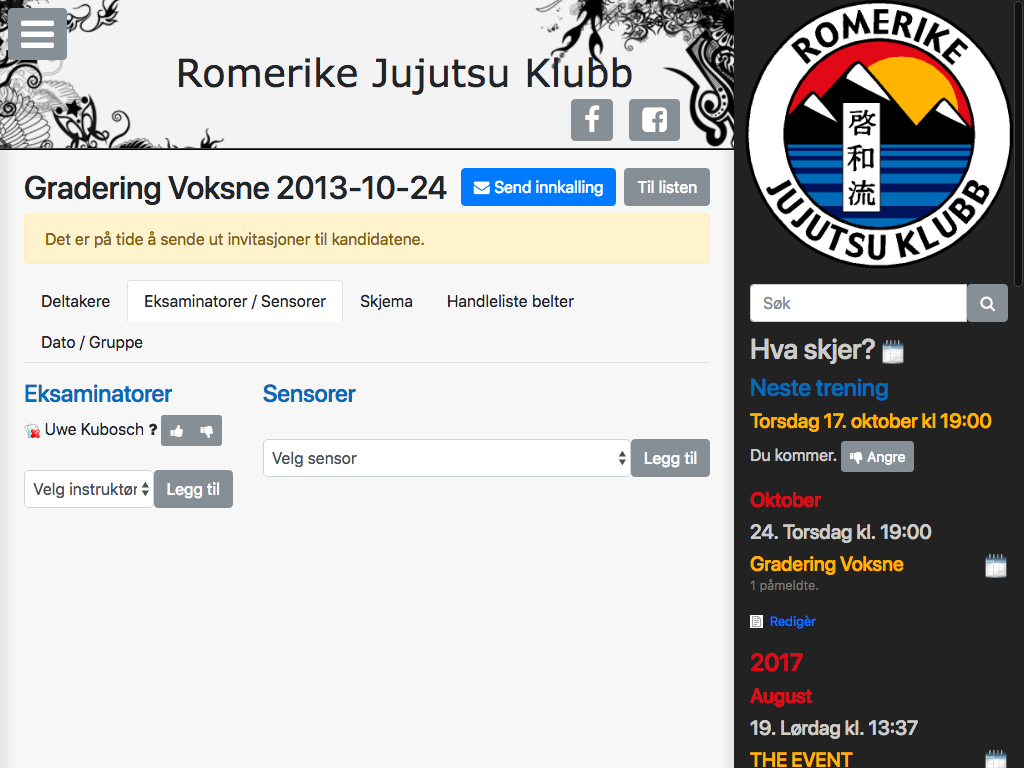 Romerike Jujutsu Klubb
Gradering Voksne 2013-10-24
Send innkalling
Til listen
Det er på tide å sende ut invitasjoner til kandidatene.
Deltakere
Eksaminatorer / Sensorer
Skjema
Handleliste belter
Dato / Gruppe
Eksaminatorer
Uwe Kubosch ?
Velg instruktør
Legg til
Sensorer
Velg sensor
Legg til
ROMERIKE
啓和流
JUJUTSU KLUBB
Søk
Hva skjer?
Neste trening
Torsdag 17. oktober kl 19:00
Du kommer.
Angre
Oktober
24. Torsdag kl. 19:00
Gradering Voksne
1 påmeldte.
Redigèr
2017
August
19. Lørdag kl. 13:37
THE EVENT